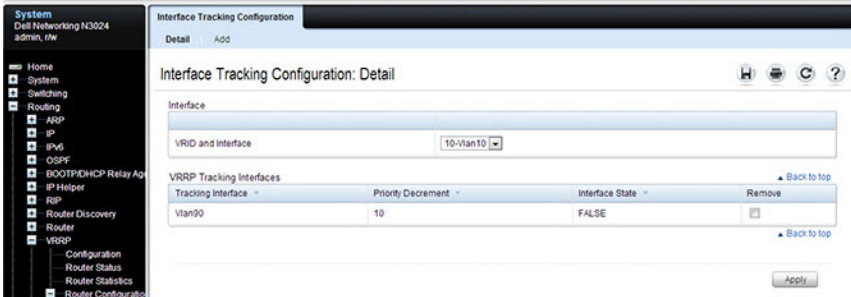 System
Dell Networking N3024
admin, r/w
Home
System
Switching
Routing
ARP
IP
IPv6
OSPF
BOOTP/DHCP Relay Age
IP Helper
RIP
Router Discovery
Router
VRRP
Configuration
Router Status
Router Statistics
Router Configuratio
Interface Tracking Configuration
Detail Add
Interface Tracking Configuration: Detail
Interface
VRID and Interface 10-Vlan10
VRRP Tracking Interfaces Back to top
Tracking Interface Priority Decrement Interface State Remove
Vlan90 10 FALSE
Back to top
Apply